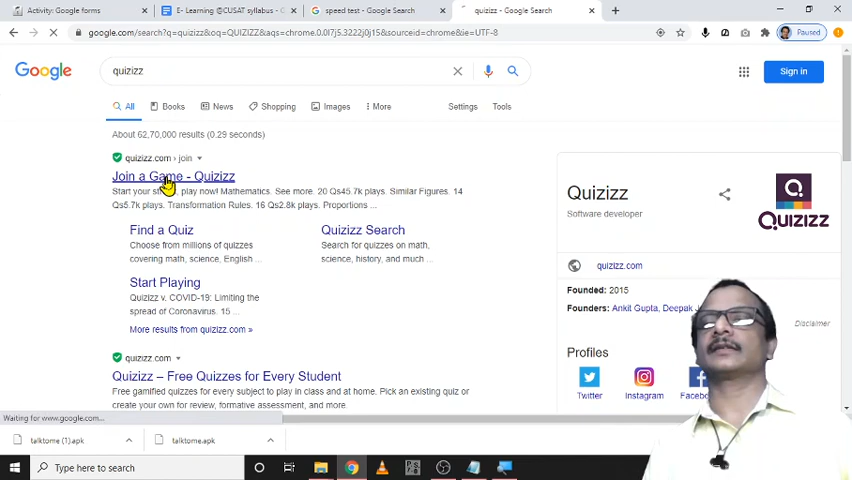 Activity: Google forms
E- Learning @CUSAT syllabus -
speed test - Google Search
quizizz - Google Search
google.com/search?q=quizizz&oq=QUIZIZZ&aqs=chrome.0.0l7j5.3222j0j15&sourceid=chrome&ie=UTF-8
Paused
Google
quizizz
Sign in
All
Books
News
Shopping
Images
More
Settings
Tools
About 62,70,000 results (0.29 seconds)
quizizz.com › join
Join a Game - Quizizz
Start your play now! Mathematics. See more. 20 Qs45.7k plays. Similar Figures. 14
Qs5.7k plays. Transformation Rules. 16 Qs2.8k plays. Proportions ...
Find a Quiz
Choose from millions of quizzes
covering math, science, English ...
Quizizz Search
Search for quizzes on math,
science, history, and much ...
Start Playing
Quizizz v. COVID-19: Limiting the
spread of Coronavirus. 15 ...
More results from quizizz.com »
quizizz.com
Quizizz – Free Quizzes for Every Student
Free gamified quizzes for every subject to play in class and at home. Pick an existing quiz or
create your own for review, formative assessment, and more.
Quizizz
Software developer
QUIZIZZ
quizizz.com
Founded: 2015
Founders: Ankit Gupta, Deepak
Disclaimer
Profiles
Twitter
Instagram
Waiting for www.google.com...
talktome (1).apk
talktome.apk
Type here to search